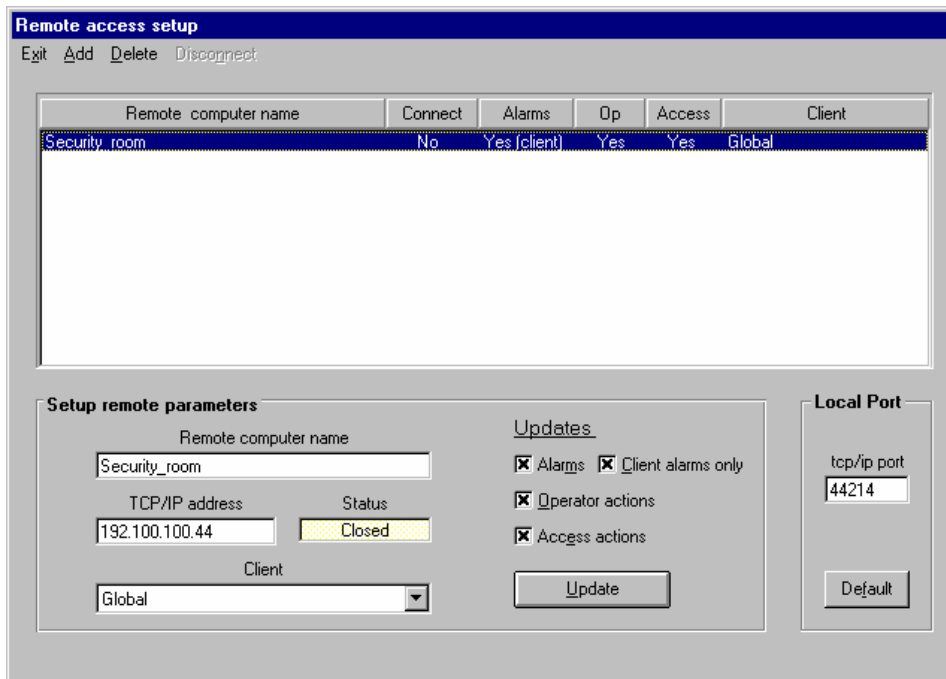 Remote access setup
Exit Add Delete Disconnect
Remote computer name Connect Alarms Op Access Client
Security_room No Yes (client) Yes Yes Global
Setup remote parameters
Remote computer name
Security_room
TCP/IP address Status
192.100.100.44 Closed
Client
Global
Updates
Alarms Client alarms only
Operator actions
Access actions
Update
Local Port
tcp/ip port
44214
Default